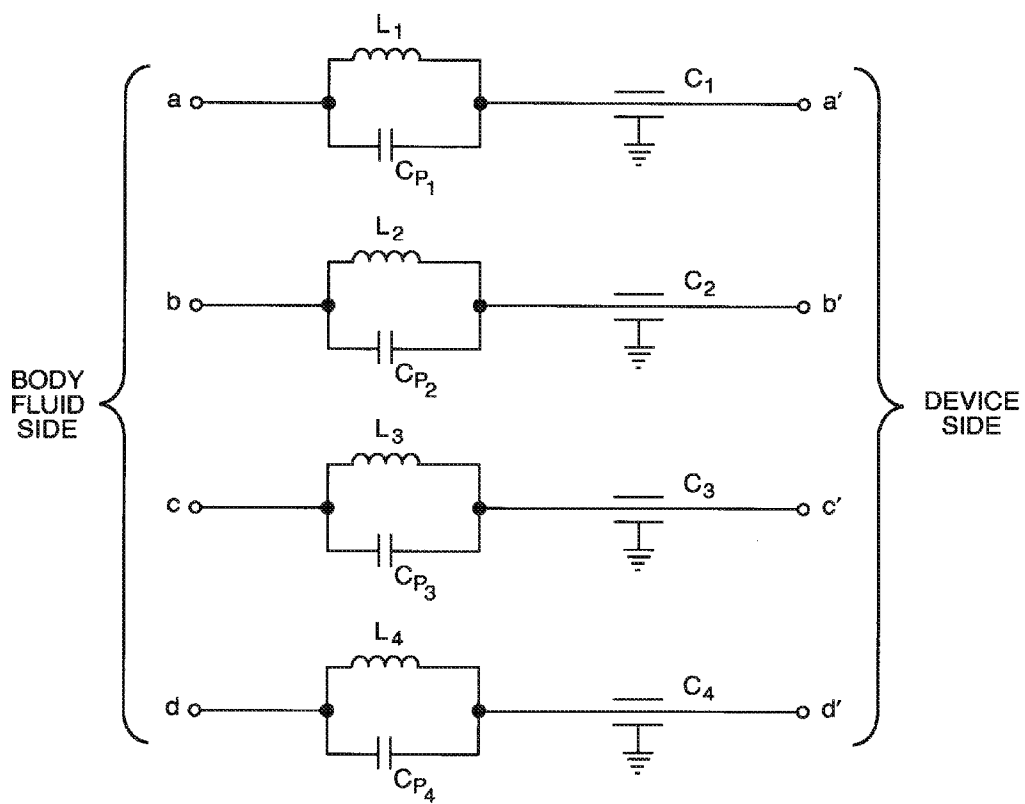 L1
a
C1
a′
CP1
L2
b
C2
b′
CP2
BODY
FLUID
SIDE
DEVICE
SIDE
L3
c
C3
c′
CP3
L4
d
C4
d′
CP4